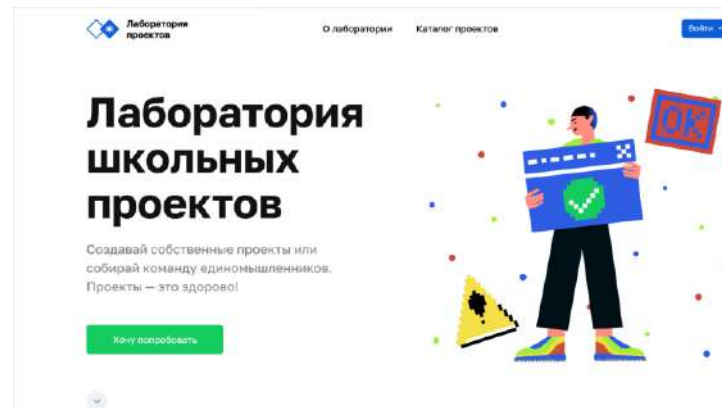 Лаборатория
проектов
О лаборатории
Каталог проектов
Войти
Лаборатория
школьных
проектов
Создавай собственные проекты или
собирай команду единомышленников.
Проекты — это здорово!
Хочу попробовать
OK